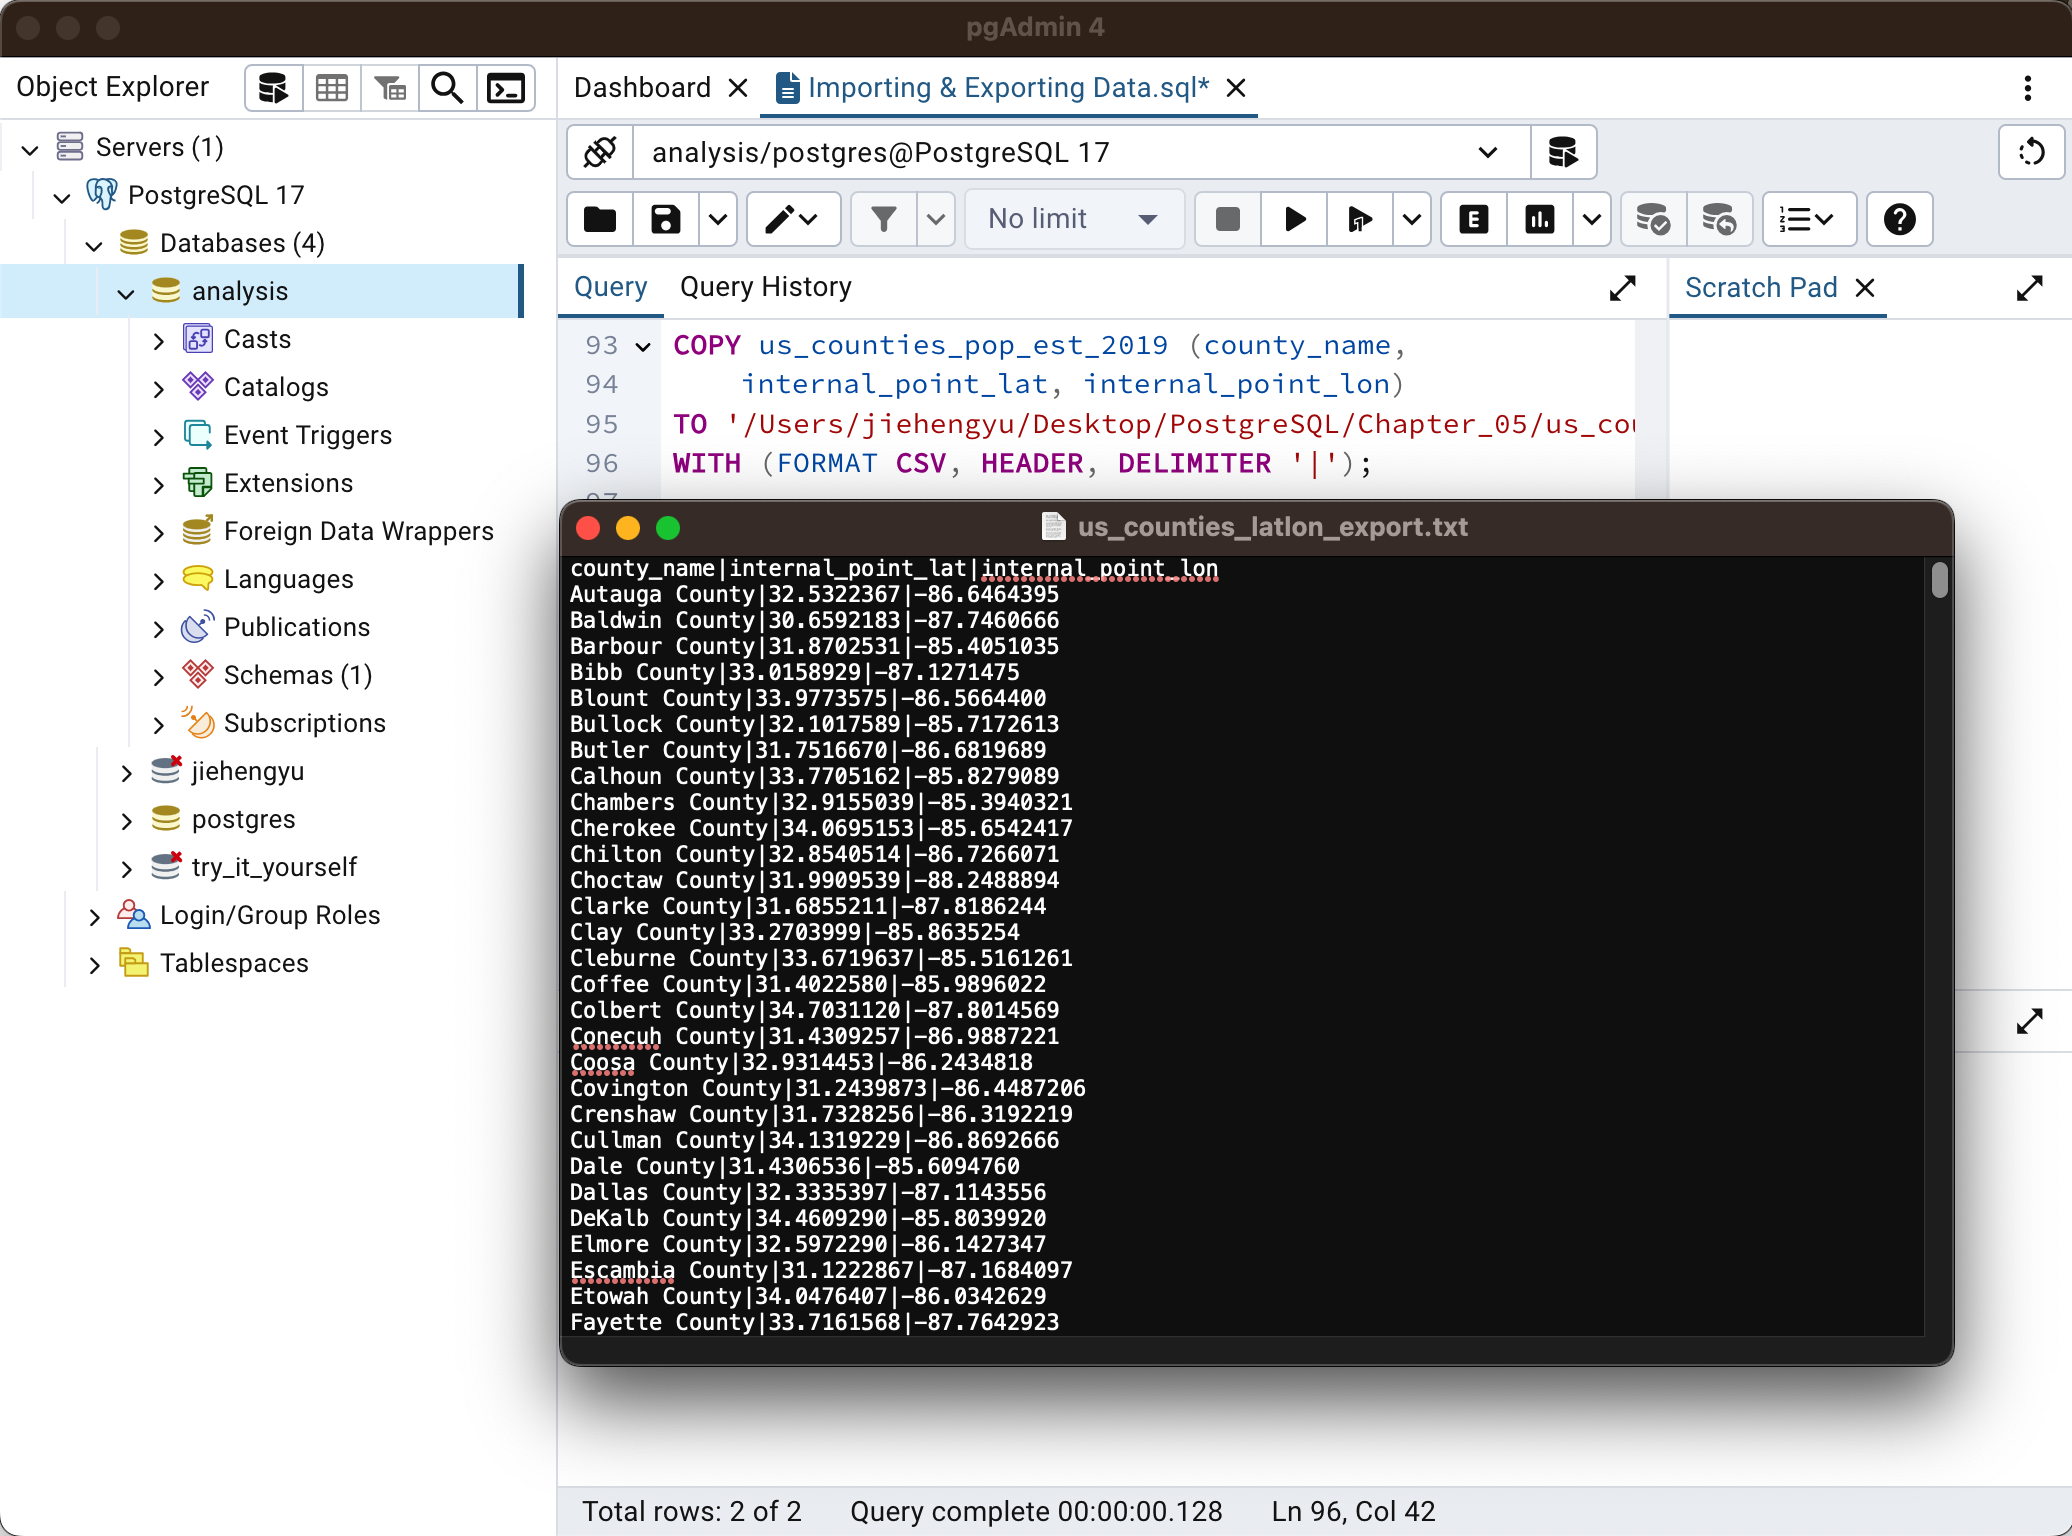 pgAdmin 4
Object Explorer
Dashboard
Importing & Exporting Data.sql*
Servers (1)
PostgreSQL 17
Databases (4)
analysis
Casts
Catalogs
Event Triggers
Extensions
Foreign Data Wrappers
Languages
Publications
Schemas (1)
Subscriptions
jiehengyu
postgres
try_it_yourself
Login/Group Roles
Tablespaces
analysis/postgres@PostgreSQL 17
No limit
E
Query
Query History
Scratch Pad
93 COPY us_counties_pop_est_2019 (county_name,
94 internal_point_lat, internal_point_lon)
95 TO '/Users/jiehengyu/Desktop/PostgreSQL/Chapter_05/us_cou
96 WITH (FORMAT CSV, HEADER, DELIMITER '|');
97
us_counties_latlon_export.txt
county_name|internal_point_lat|internal_point_lon
Autauga County|32.5322367|-86.6464395
Baldwin County|30.6592183|-87.7460666
Barbour County|31.8702531|-85.4051035
Bibb County|33.0158929|-87.1271475
Blount County|33.9773575|-86.5664400
Bullock County|32.1017589|-85.7172613
Butler County|31.7516670|-86.6819689
Calhoun County|33.7705162|-85.8279089
Chambers County|32.9155039|-85.3940321
Cherokee County|34.0695153|-85.6542417
Chilton County|32.8540514|-86.7266071
Choctaw County|31.9909539|-88.2488894
Clarke County|31.6855211|-87.8186244
Clay County|33.2703999|-85.8635254
Cleburne County|33.6719637|-85.5161261
Coffee County|31.4022580|-85.9896022
Colbert County|34.7031120|-87.8014569
Conecuh County|31.4309257|-86.9887221
Coosa County|32.9314453|-86.2434818
Covington County|31.2439873|-86.4487206
Crenshaw County|31.7328256|-86.3192219
Cullman County|34.1319229|-86.8692666
Dale County|31.4306536|-85.6094760
Dallas County|32.3335397|-87.1143556
DeKalb County|34.4609290|-85.8039920
Elmore County|32.5972290|-86.1427347
Escambia County|31.1222867|-87.1684097
Etowah County|34.0476407|-86.0342629
Fayette County|33.7161568|-87.7642923
Total rows: 2 of 2
Query complete 00:00:00.128
Ln 96, Col 42